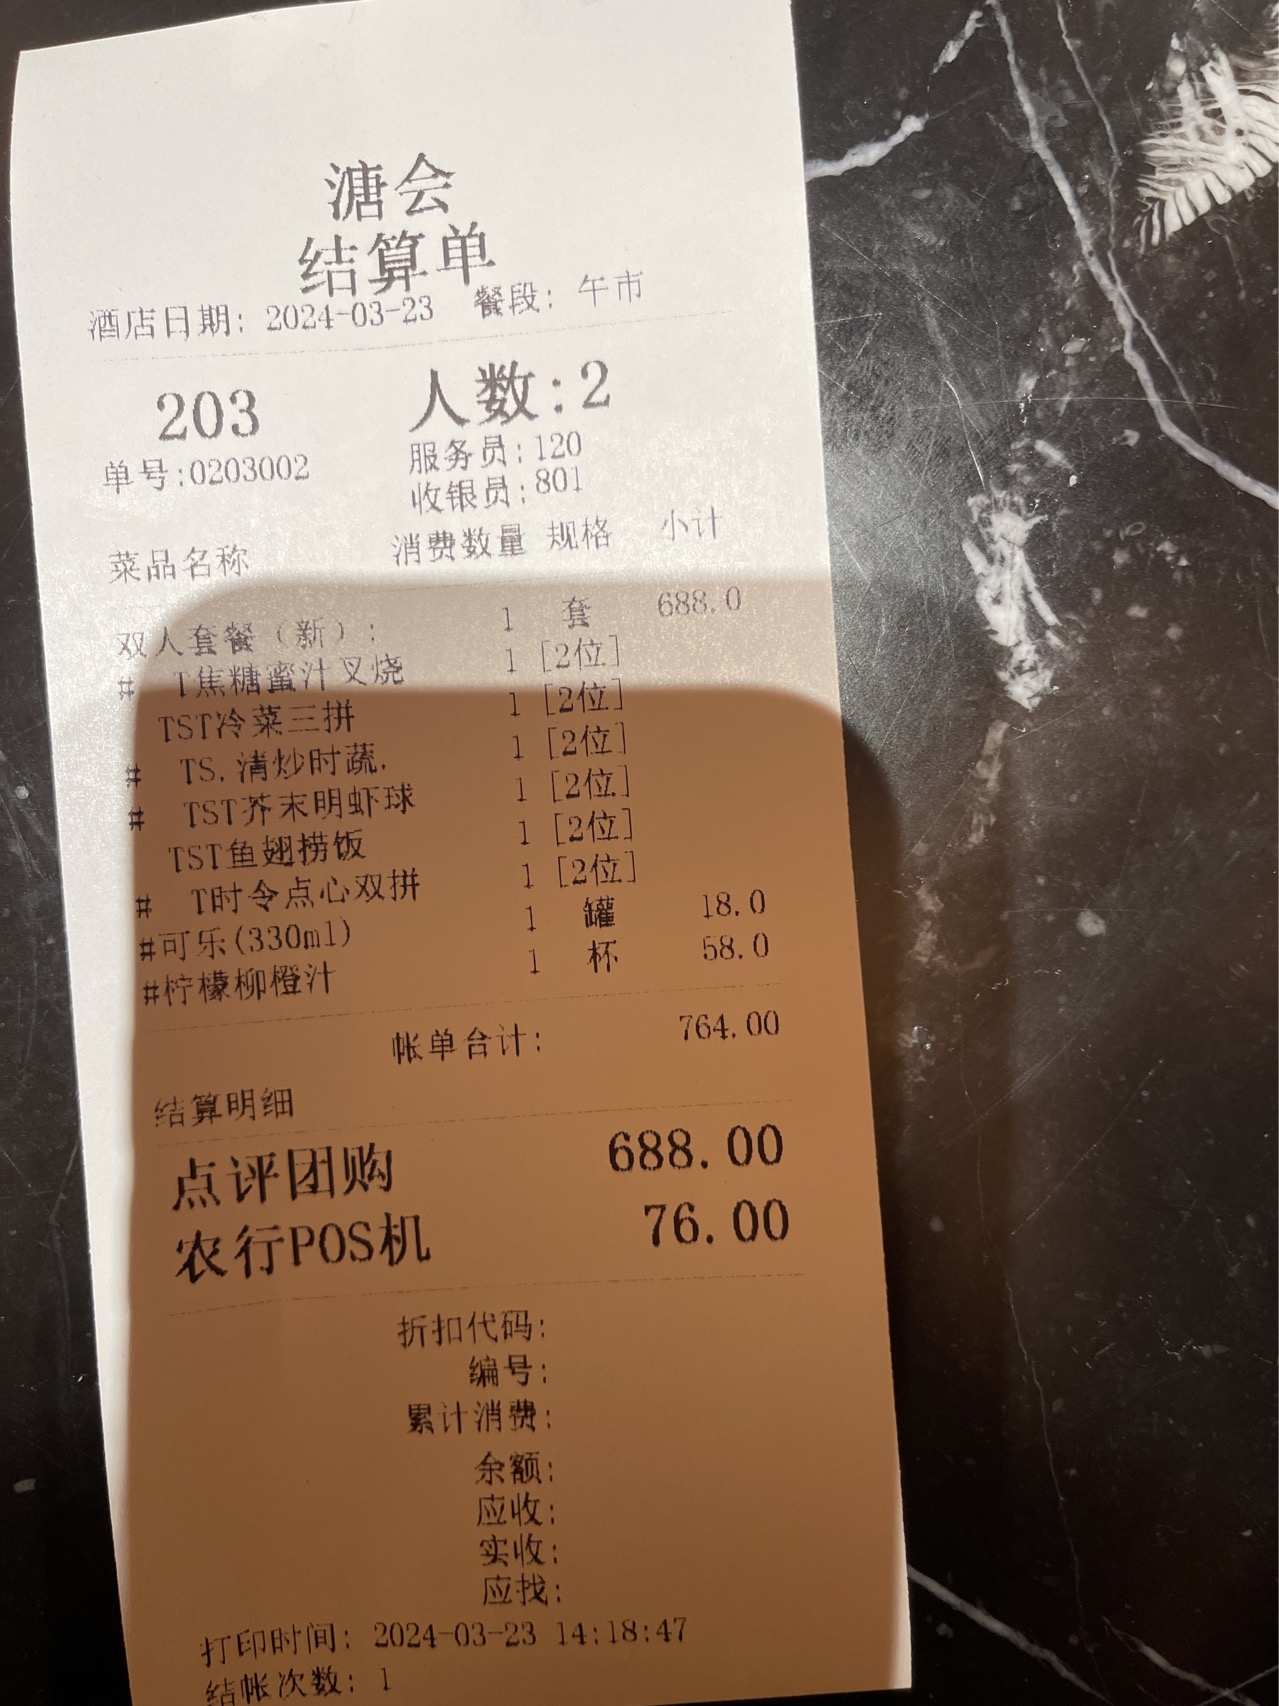 溏会
结算单
酒店日期: 2024-03-23 餐段: 午市
203 人数:2
单号:0203002 服务员:120
收银员:801
菜品名称 消费数量 规格 小计
双人套餐（新）: 1 套 688.0
# T焦糖蜜汁叉烧 1 [2位]
TST冷菜三拼 1 [2位]
# TS.清炒时蔬. 1 [2位]
# TST芥末明虾球 1 [2位]
TST鱼翅捞饭 1 [2位]
# T时令点心双拼 1 [2位]
#可乐(330ml) 1 罐 18.0
#柠檬柳橙汁 1 杯 58.0
帐单合计: 764.00
结算明细
点评团购 688.00
农行POS机 76.00
折扣代码:
编号:
累计消费:
余额:
应收:
实收:
应找:
打印时间: 2024-03-23 14:18:47
结帐次数: 1